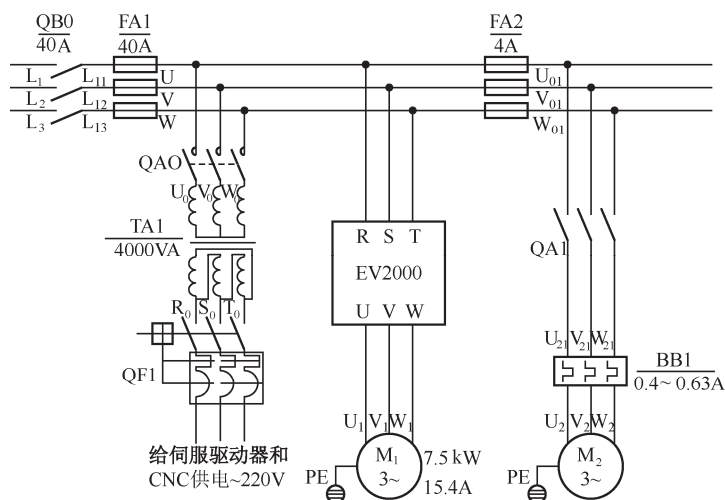 QB0 FA1 FA2
40A 40A 4A
L₁ L₁₁ U U₀₁
L₂ L₁₂ V V₀₁
L₃ L₁₃ W W₀₁
QAO
U₀ V₀ W₀
TA1
4000VA
R S T
EV2000
U V W
QA1
R₀ S₀ T₀
QF1
U₂₁ V₂₁ W₂₁
BB1
0.4~ 0.63A
U₁ V₁ W₁
U₂ V₂ W₂
给伺服驱动器和
CNC供电~220V
PE M₁ 3~ 7.5 kW
15.4A
PE M₂ 3~